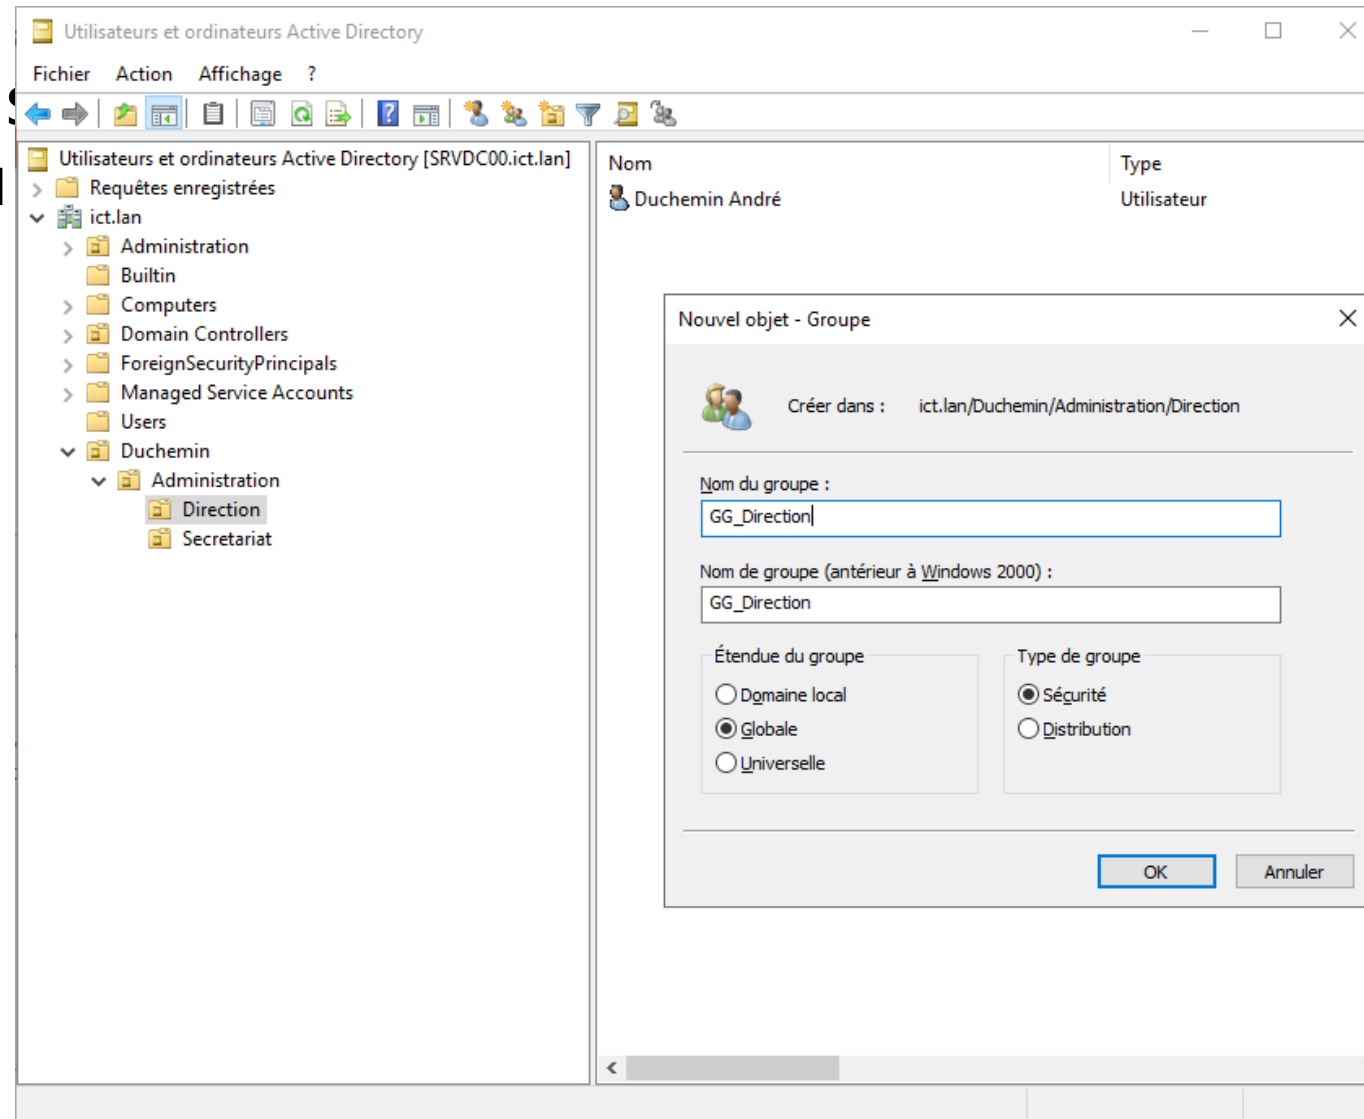 Utilisateurs et ordinateurs Active Directory
Fichier Action Affichage ?
Utilisateurs et ordinateurs Active Directory [SRVDC00.ict.lan]
Requêtes enregistrées
ict.lan
Administration
Builtin
Computers
Domain Controllers
ForeignSecurityPrincipals
Managed Service Accounts
Users
Duchemin
Administration
Direction
Secretariat
Nom Type
Duchemin André Utilisateur
Nouvel objet - Groupe
Créer dans : ict.lan/Duchemin/Administration/Direction
Nom du groupe :
GG_Direction
Nom de groupe (antérieur à Windows 2000) :
GG_Direction
Étendue du groupe
Domaine local
Globale
Universelle
Type de groupe
Sécurité
Distribution
OK Annuler